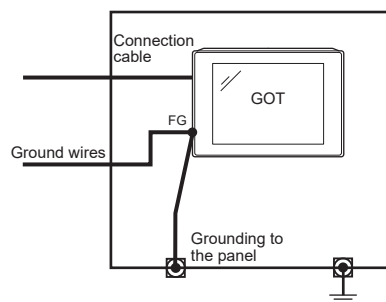 Connection
cable
GOT
FG
Ground wires
Grounding to
the panel